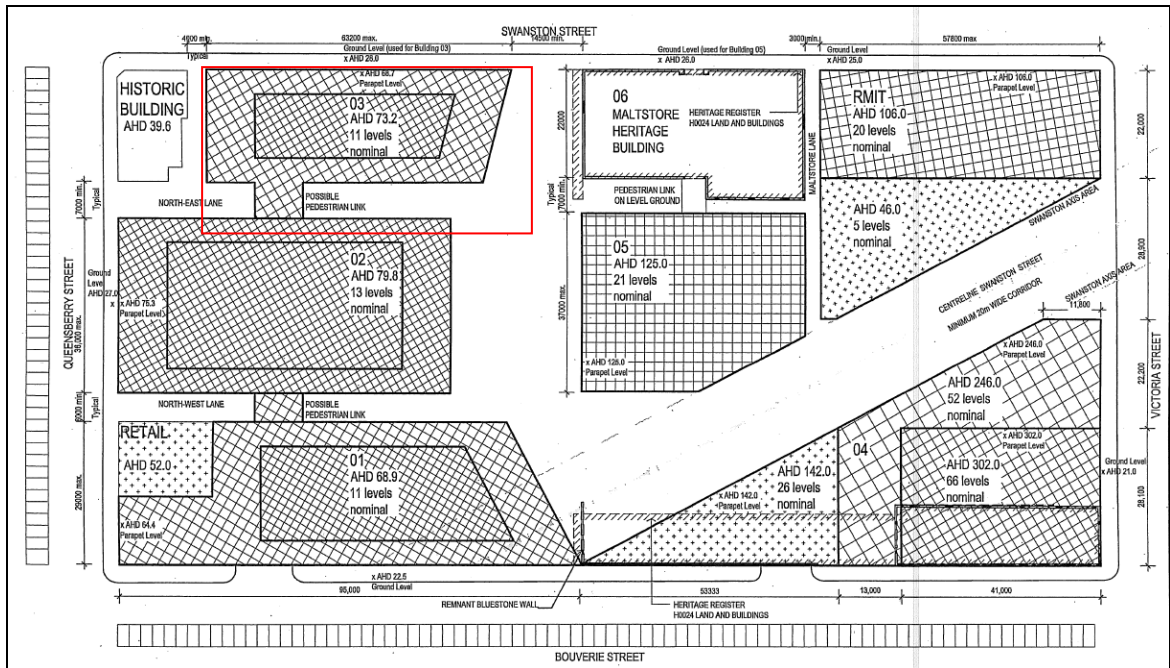 SWANSTON STREET
4000 min.
Typical
63200 max.
14500 min.
3000 min.
57800 max
Ground Level (used for Building 03)
x AHD 26.0
Ground Level (used for Building 05)
x AHD 26.0
Ground Level
x AHD 25.0
HISTORIC
BUILDING
AHD 39.6
x AHD 68.7
Parapet Level
03
AHD 73.2
11 levels
nominal
06
MALTSTORE
HERITAGE
BUILDING
HERITAGE REGISTER
H0024 LAND AND BUILDINGS
22000
MALTSTORE LANE
x AHD 106.0
Parapet Level
RMIT
AHD 106.0
20 levels
nominal
22,000
7000 min.
Typical
NORTH-EAST LANE
POSSIBLE
PEDESTRIAN LINK
Typical
7000 min.
PEDESTRIAN LINK
ON LEVEL GROUND
AHD 46.0
5 levels
nominal
SWANSTON AXIS AREA
28,900
QUEENSBERRY STREET
Ground
Level
AHD 27.0
x
x AHD 75.3
Parapet Level
36,000 max.
02
AHD 79.8
13 levels
nominal
05
AHD 125.0
21 levels
nominal
37000 max.
x AHD 125.0
Parapet Level
CENTRELINE SWANSTON STREET
MINIMUM 20m WIDE CORRIDOR
SWANSTON AXIS AREA
11,800
VICTORIA STREET
6000 min.
Typical
NORTH-WEST LANE
POSSIBLE
PEDESTRIAN LINK
x AHD 246.0
Parapet Level
AHD 246.0
52 levels
nominal
22,200
RETAIL
AHD 52.0
29000 max.
x AHD 64.4
Parapet Level
01
AHD 68.9
11 levels
nominal
x AHD 142.0
Parapet Level
AHD 142.0
26 levels
nominal
04
x AHD 302.0
Parapet Level
AHD 302.0
66 levels
nominal
Ground Level
x AHD 21.0
28,100
x AHD 22.5
Ground Level
95,000
53333
13,000
41,000
REMNANT BLUESTONE WALL
HERITAGE REGISTER
H0024 LAND AND BUILDINGS
BOUVERIE STREET